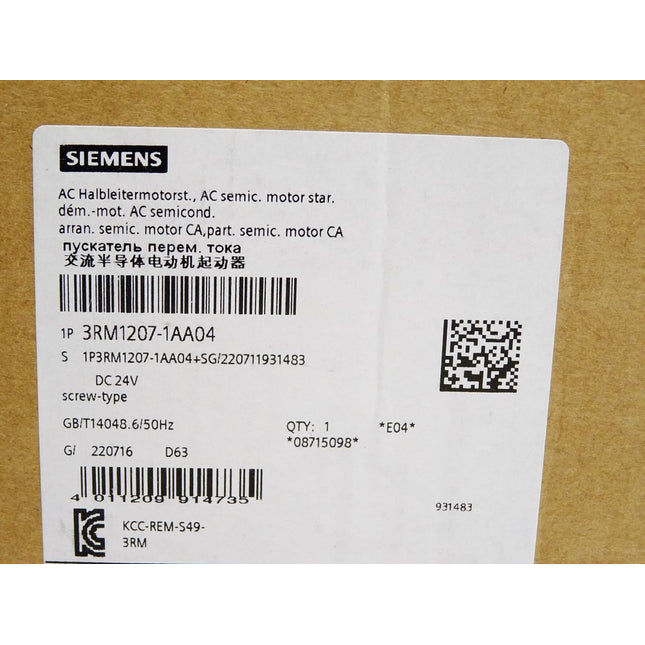 SIEMENS
AC Halbleitermotorst., AC semic. motor star.
dém.-mot. AC semicond.
arran. semic. motor CA,part. semic. motor CA
пускатель перем. тока
交流半导体电动机起动器
1P 3RM1207-1AA04
S 1P3RM1207-1AA04+SG/220711931483
DC 24V
screw-type
GB/T14048.6/50Hz QTY: 1 *E04*
*08715098*
G/ 220716 D63
4 011209 914735
931483
KCC-REM-S49-
3RM